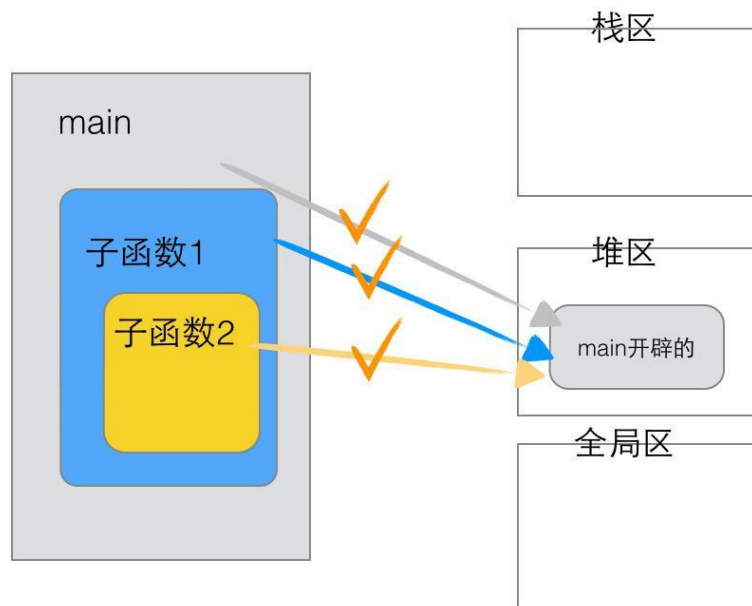 栈区
main
子函数1
堆区
子函数2
main开辟的
全局区